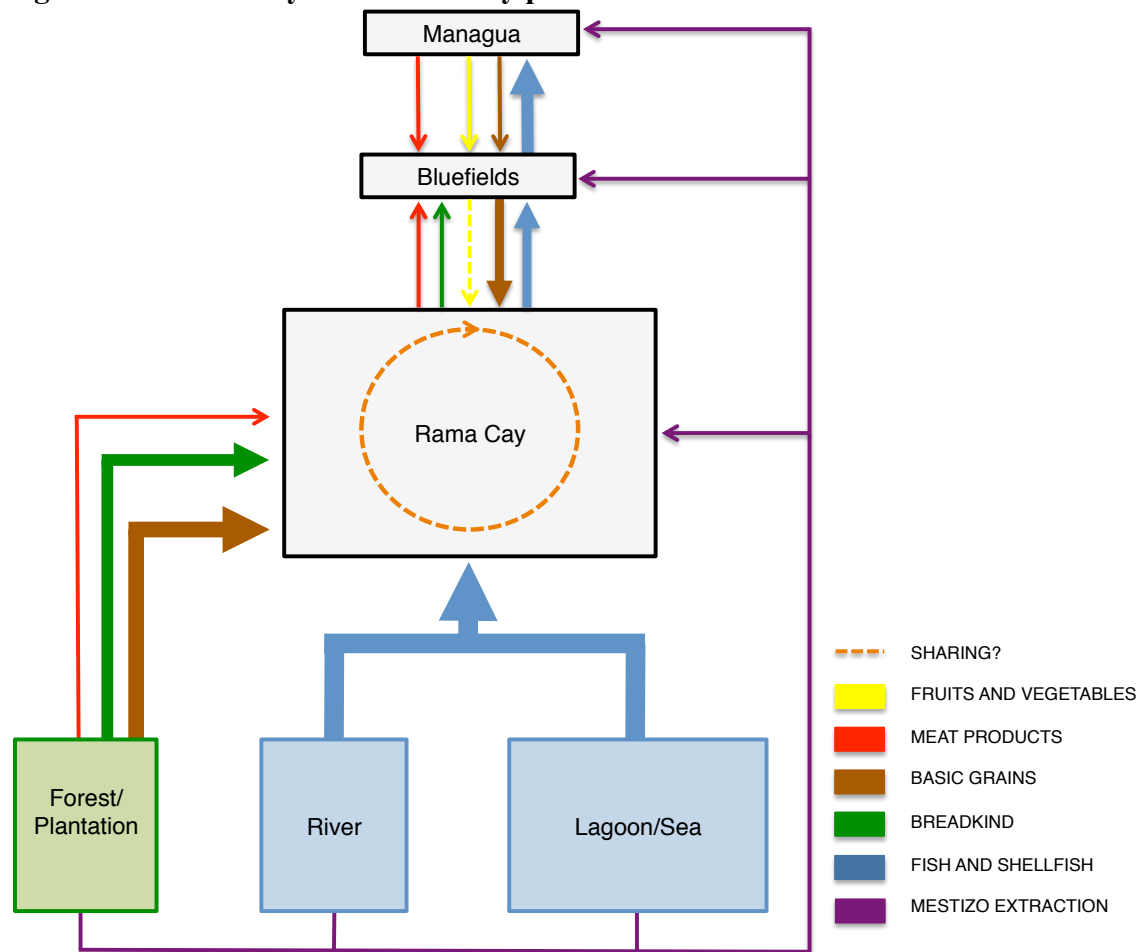 Managua
Bluefields
Rama Cay
Forest/
Plantation
River
Lagoon/Sea
SHARING?
FRUITS AND VEGETABLES
MEAT PRODUCTS
BASIC GRAINS
BREADKIND
FISH AND SHELLFISH
MESTIZO EXTRACTION